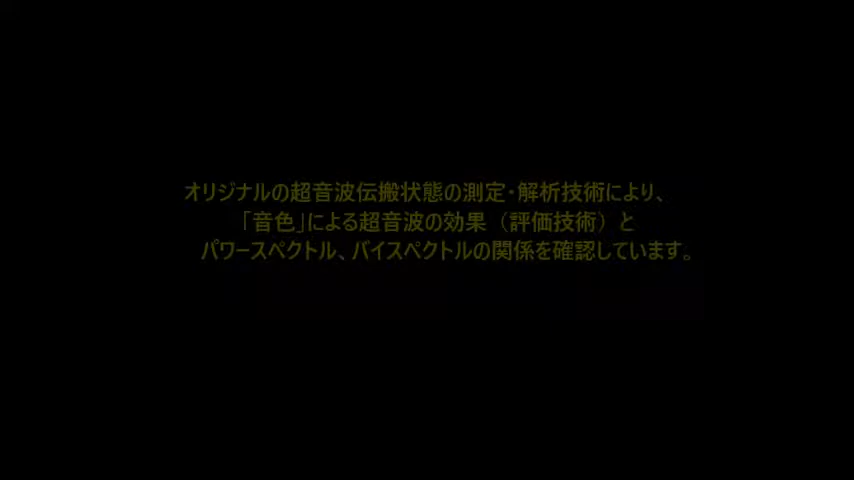 オリジナルの超音波伝搬状態の測定・解析技術により、
「音色」による超音波の効果（評価技術）と
パワースペクトル、バイスペクトルの関係を確認しています。